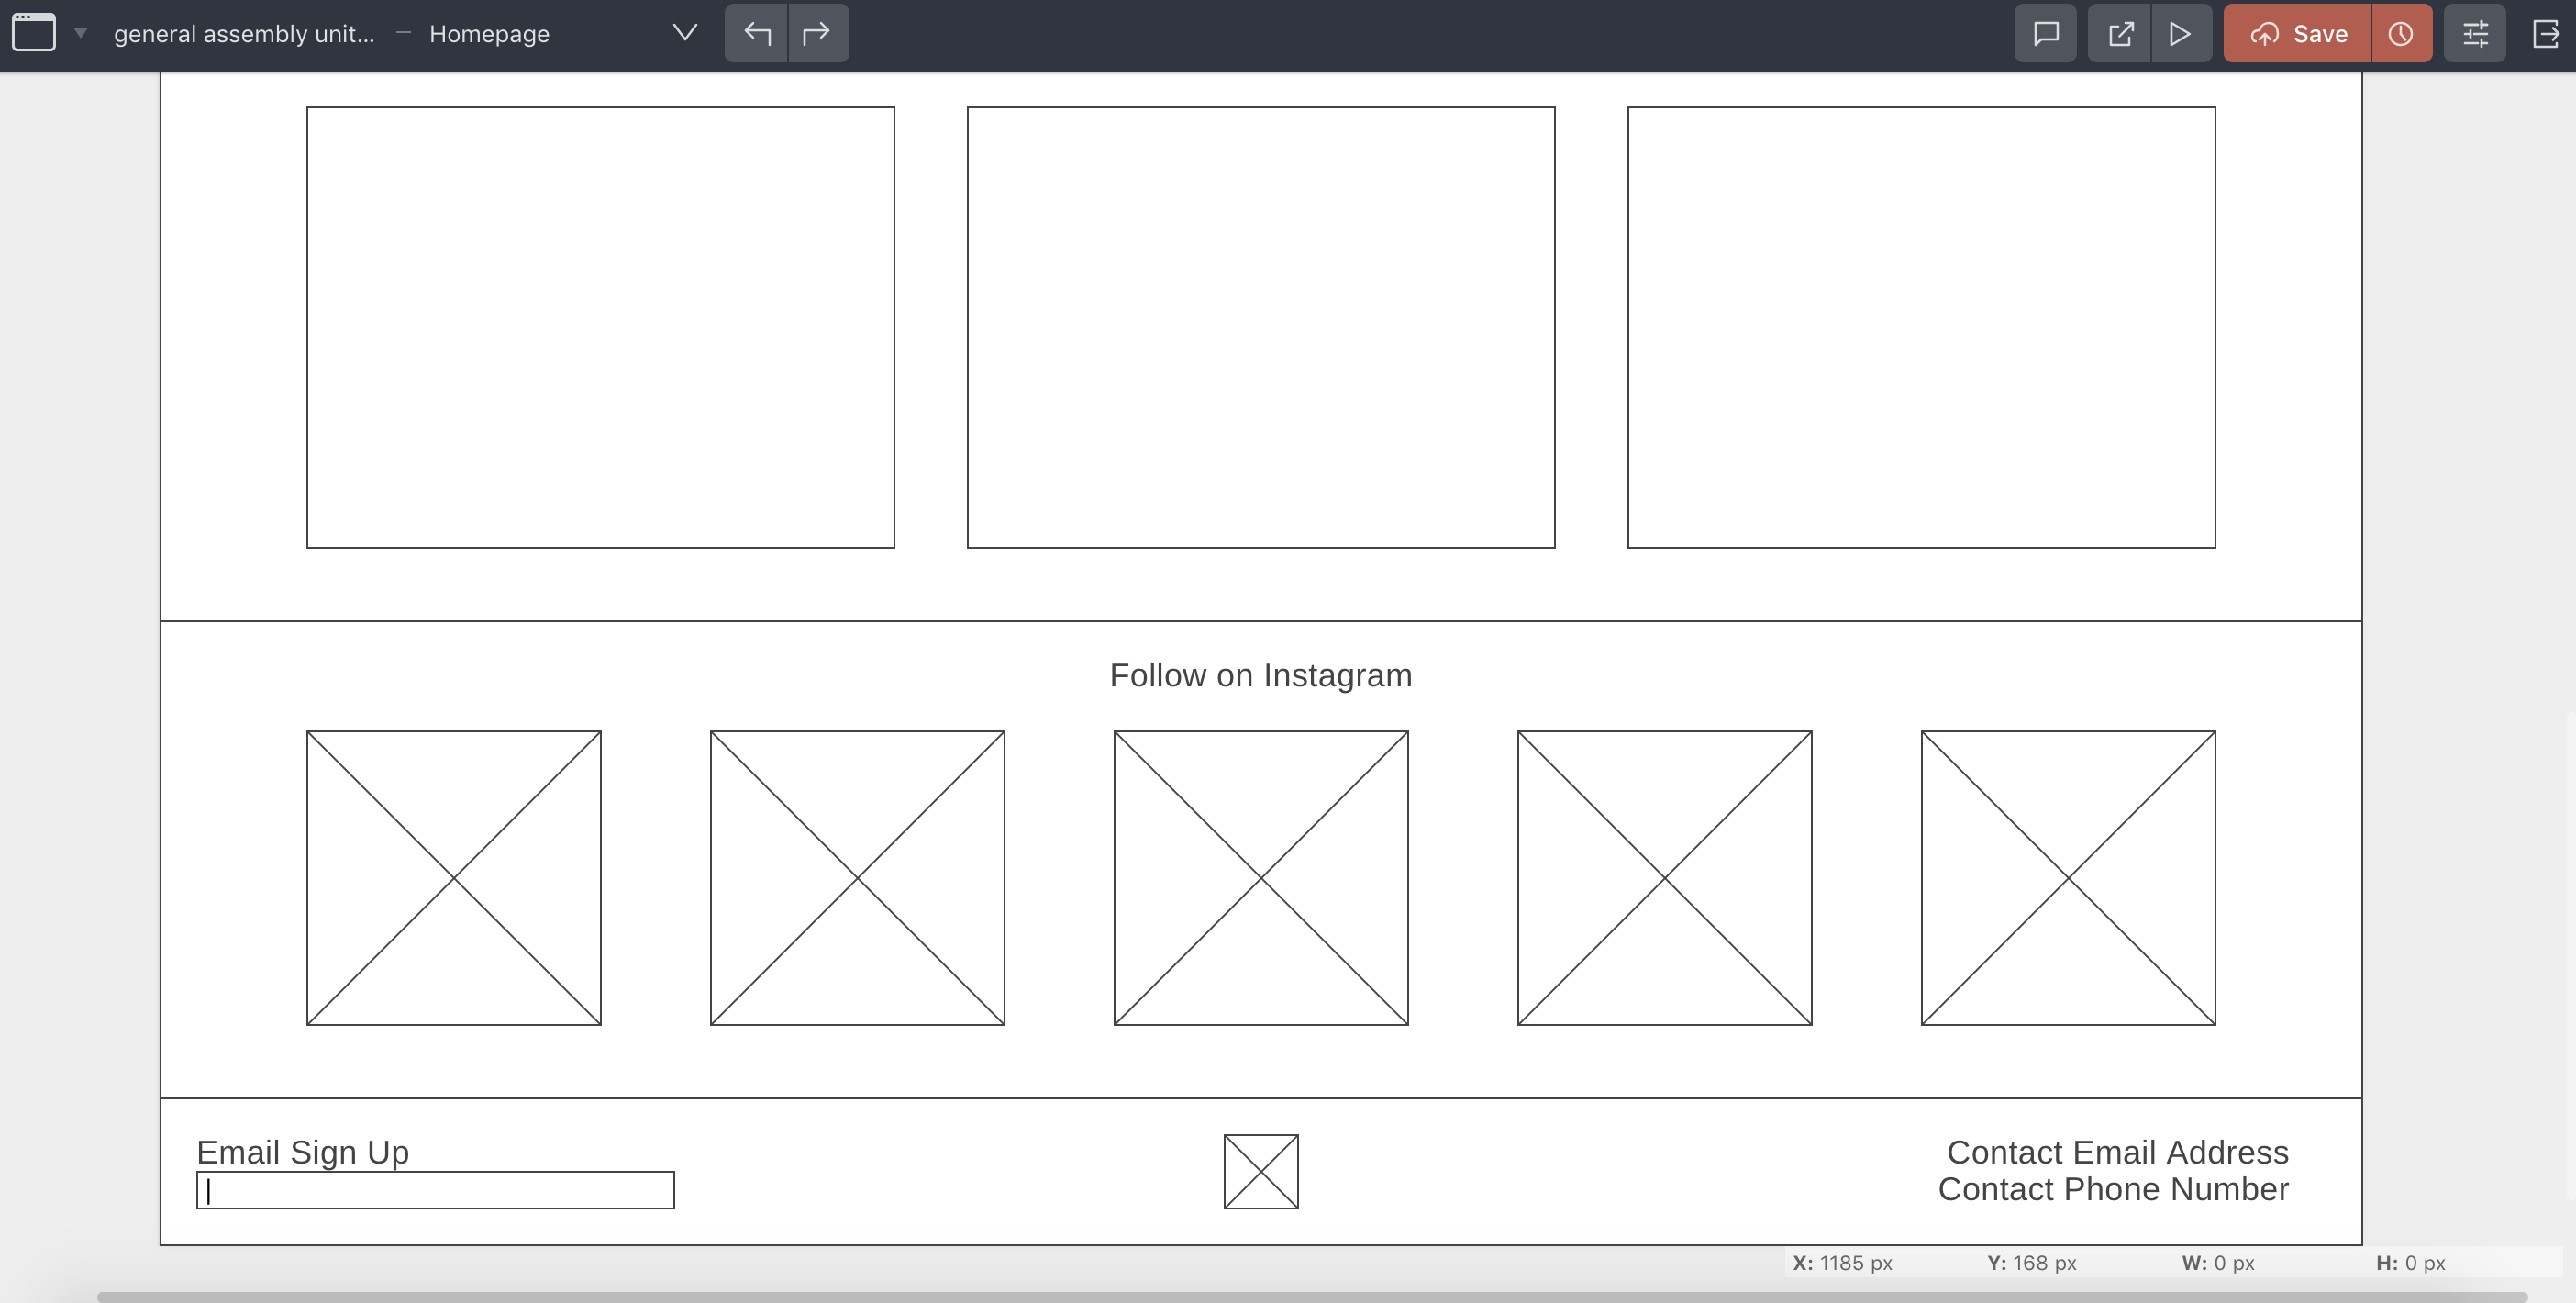 general assembly unit... – Homepage
Save
Follow on Instagram
Email Sign Up
Contact Email Address
Contact Phone Number
X: 1185 px Y: 168 px W: 0 px H: 0 px